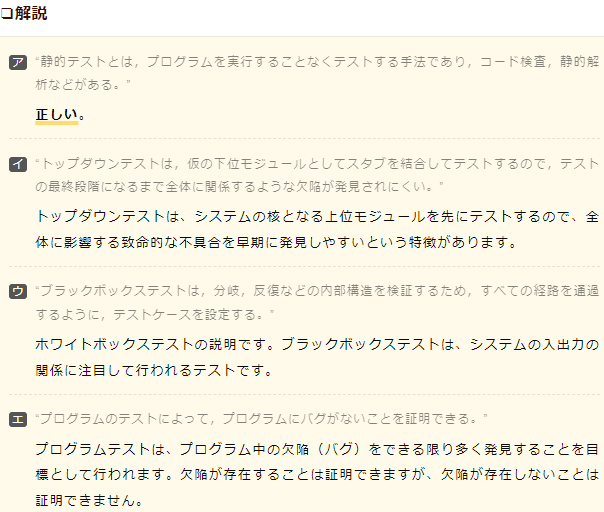 ❏解説
ア “静的テストとは，プログラムを実行することなくテストする手法であり，コード検査，静的解
析などがある。”
正しい。
イ “トップダウンテストは，仮の下位モジュールとしてスタブを結合してテストするので，テスト
の最終段階になるまで全体に関係するような欠陥が発見されにくい。”
トップダウンテストは、システムの核となる上位モジュールを先にテストするので、全
体に影響する致命的な不具合を早期に発見しやすいという特徴があります。
ウ “ブラックボックステストは，分岐，反復などの内部構造を検証するため，すべての経路を通過
するように，テストケースを設定する。”
ホワイトボックステストの説明です。ブラックボックステストは、システムの入出力の
関係に注目して行われるテストです。
エ “プログラムのテストによって，プログラムにバグがないことを証明できる。”
プログラムテストは、プログラム中の欠陥（バグ）をできる限り多く発見することを目
標として行われます。欠陥が存在することは証明できますが、欠陥が存在しないことは
証明できません。